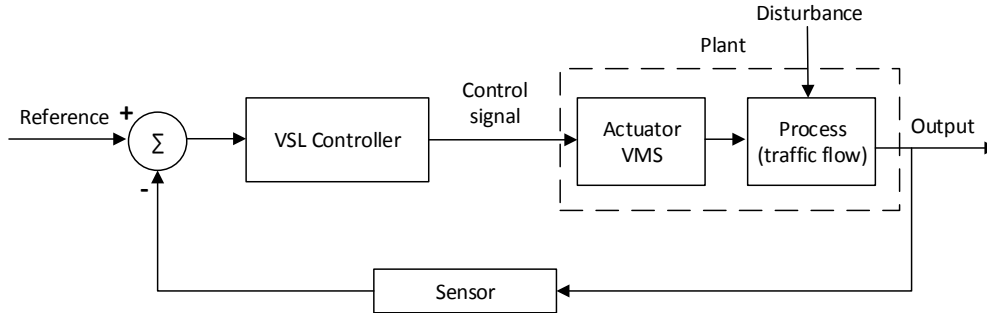 Disturbance
Plant
Control
signal
Reference
+
Σ
-
VSL Controller
Actuator
VMS
Process
(traffic flow)
Output
Sensor